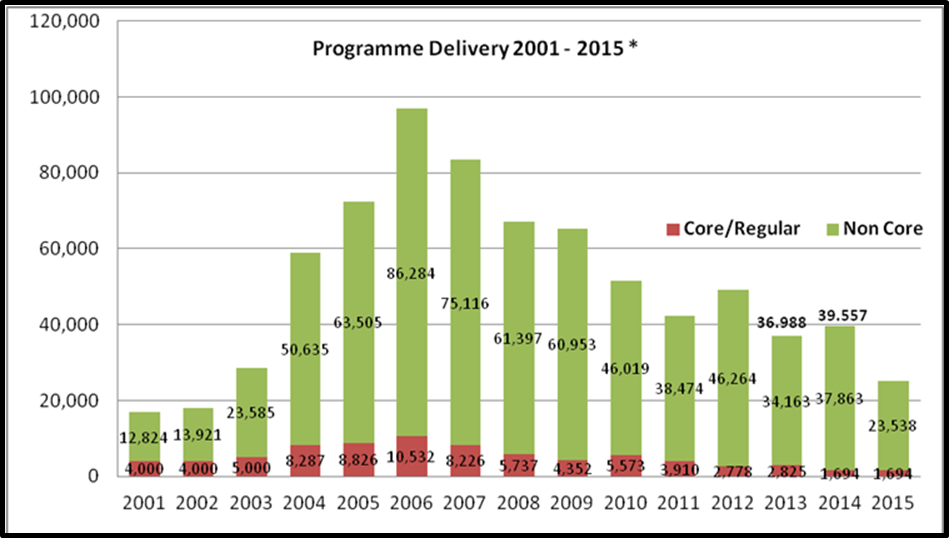 120,000
Programme Delivery 2001 - 2015 *
100,000
80,000
60,000
40,000
20,000
0
Core/Regular Non Core
12,824 13,921 23,585 50,635 63,505 86,284 75,116 61,397 60,953 46,019 38,474 46,264 34,163 37,863 23,538
36.988 39.557
4,000 4,000 5,000 8,287 8,826 10,532 8,226 5,737 4,352 5,573 3,910 2,778 2,825 1,694 1,694
2001 2002 2003 2004 2005 2006 2007 2008 2009 2010 2011 2012 2013 2014 2015